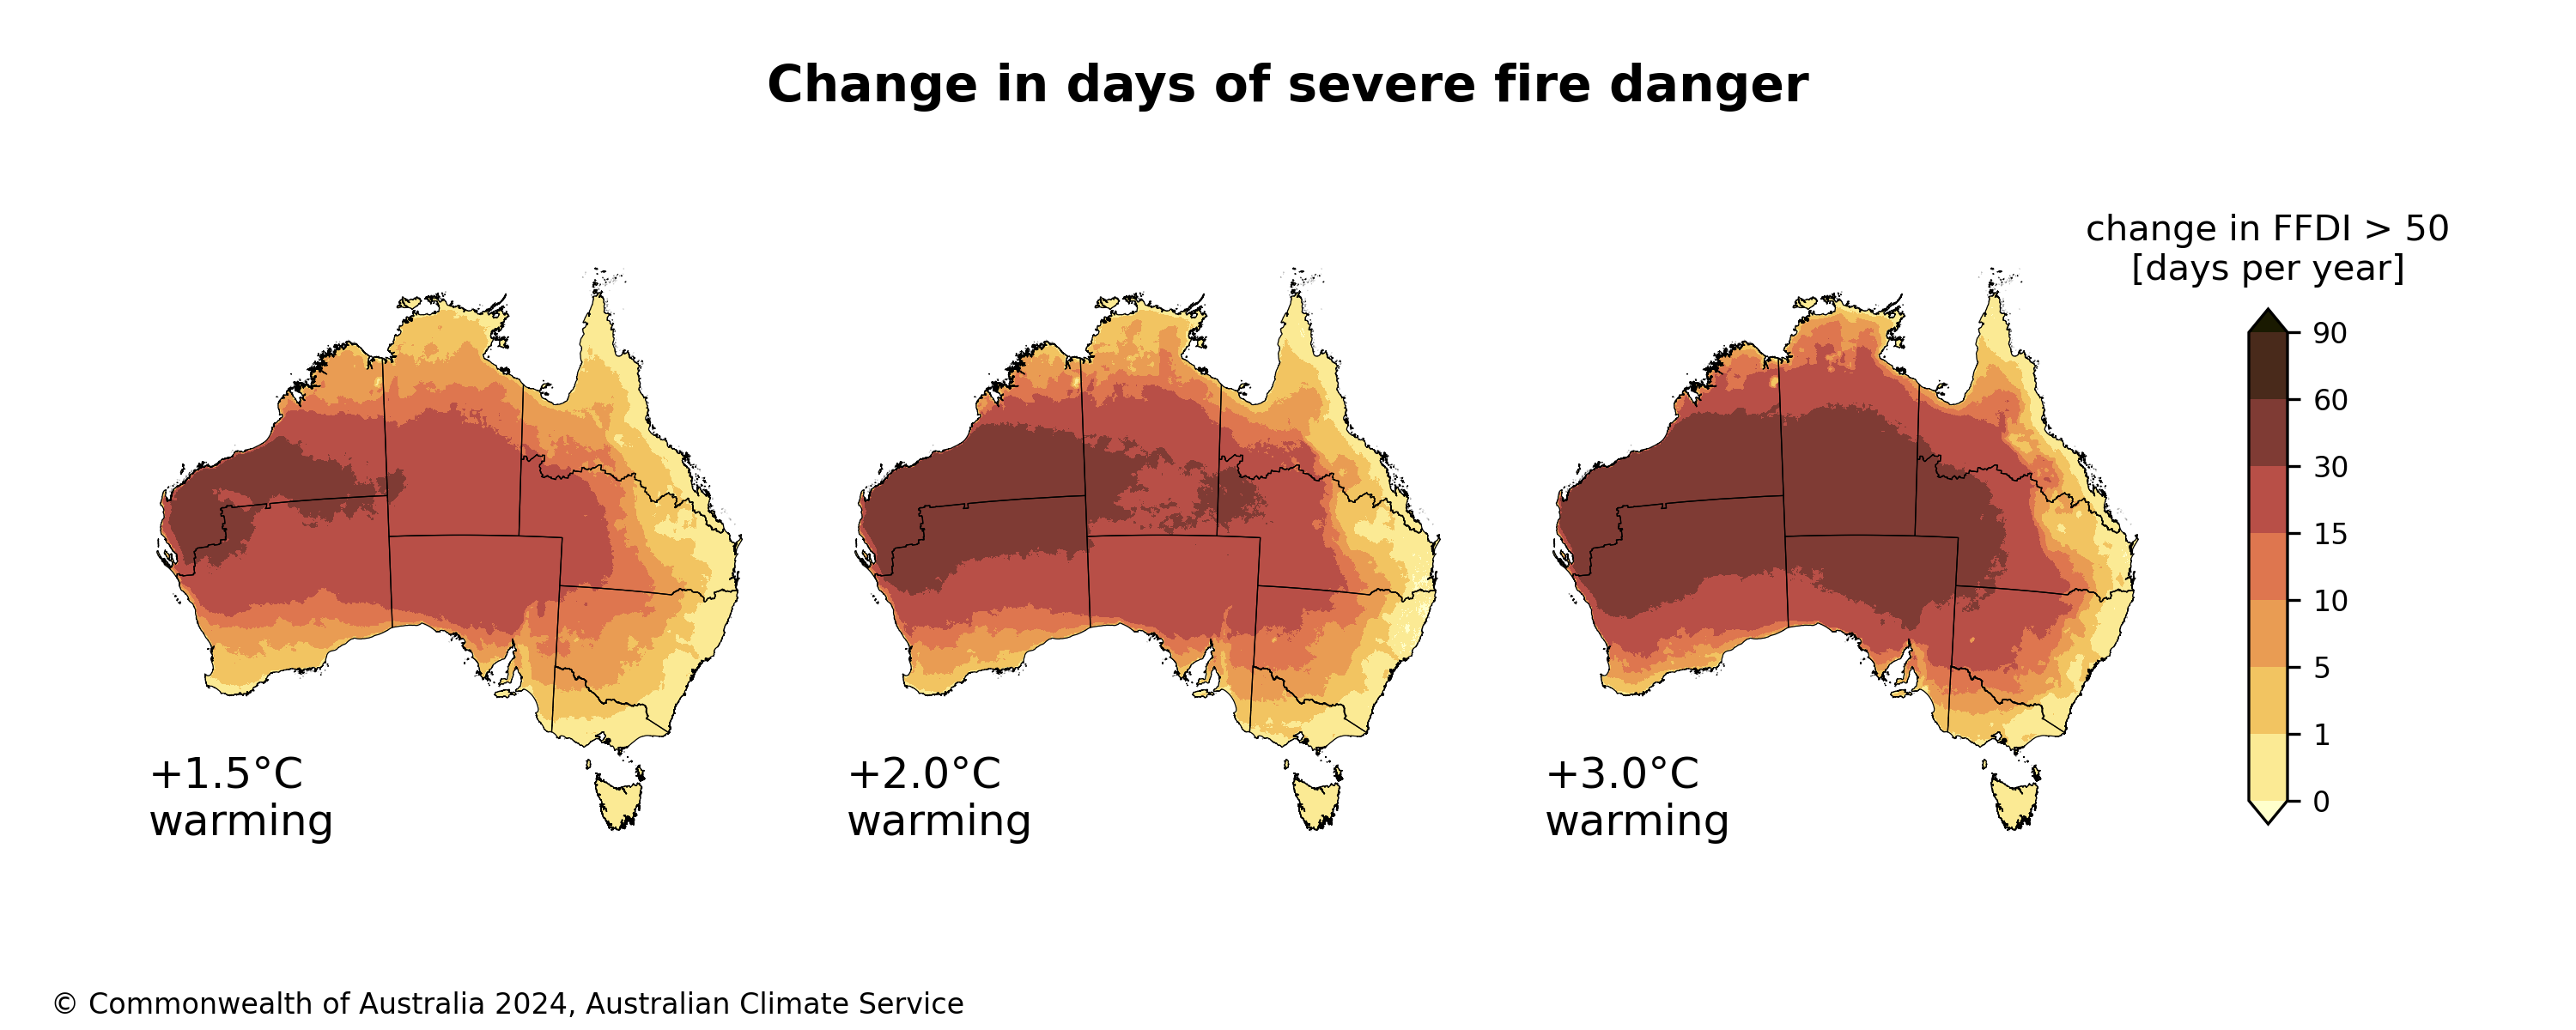 Change in days of severe fire danger
change in FFDI > 50
[days per year]
90
60
30
15
10
5
1
0
+1.5°C
warming
+2.0°C
warming
+3.0°C
warming
© Commonwealth of Australia 2024, Australian Climate Service